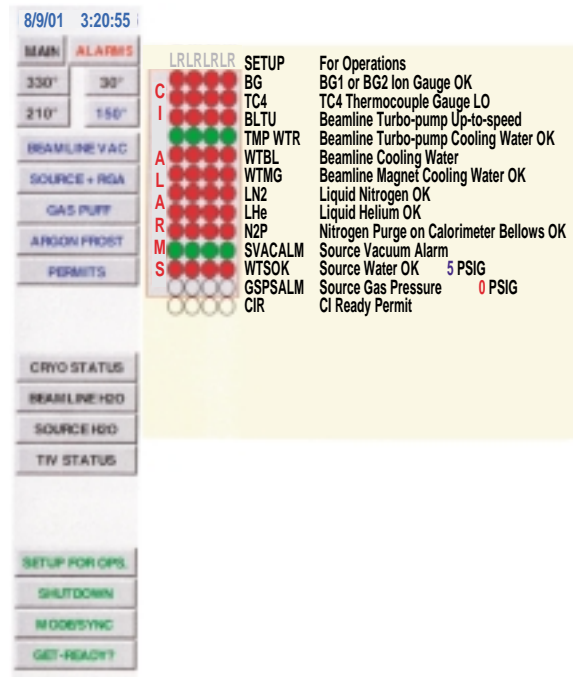 8/9/01 3:20:55
MAIN ALARMS
330° 30°
210° 150°
BEAMLINE VAC
SOURCE + RGA
GAS PUFF
ARGON FROST
PERMITS
CRYO STATUS
BEAMLINE H2O
SOURCE H2O
TIV STATUS
SETUP FOR OPS.
SHUTDOWN
MODE/SYNC
GET-READY?
CI ALARMS
LRLRLRLR SETUP For Operations
BG BG1 or BG2 Ion Gauge OK
TC4 TC4 Thermocouple Gauge LO
BLTU Beamline Turbo-pump Up-to-speed
TMP WTR Beamline Turbo-pump Cooling Water OK
WTBL Beamline Cooling Water
WTMG Beamline Magnet Cooling Water OK
LN2 Liquid Nitrogen OK
LHe Liquid Helium OK
N2P Nitrogen Purge on Calorimeter Bellows OK
SVACALM Source Vacuum Alarm
WTSOK Source Water OK 5 PSIG
GSPSALM Source Gas Pressure 0 PSIG
CIR CI Ready Permit